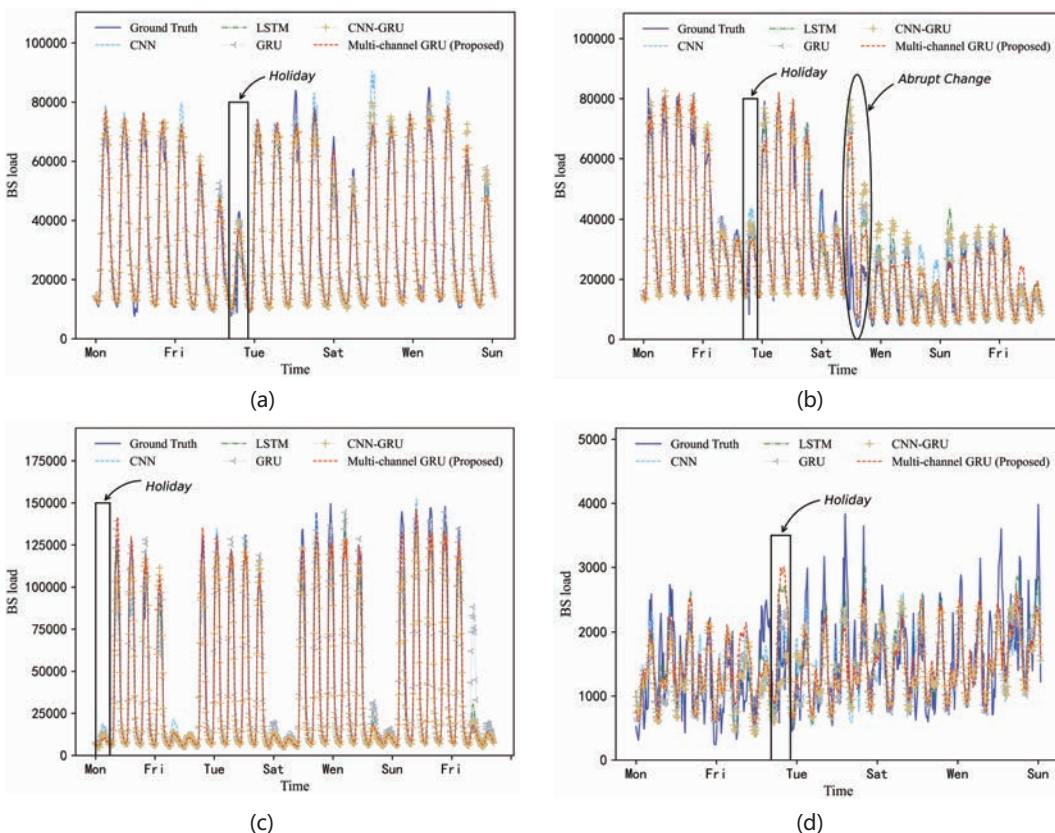 Ground Truth LSTM CNN-GRU
CNN GRU Multi-channel GRU (Proposed)
Holiday
BS load
100000
80000
60000
40000
20000
0
Mon Fri Tue Sat Wed Sun
Time
(a)
Ground Truth LSTM CNN-GRU
CNN GRU Multi-channel GRU (Proposed)
Holiday
Abrupt Change
BS load
100000
80000
60000
40000
20000
0
Mon Fri Tue Sat Wed Sun Fri
Time
(b)
Ground Truth LSTM CNN-GRU
CNN GRU Multi-channel GRU (Proposed)
Holiday
BS load
175000
150000
125000
100000
75000
50000
25000
0
Mon Fri Tue Sat Wed Sun Fri
Time
(c)
Ground Truth LSTM CNN-GRU
CNN GRU Multi-channel GRU (Proposed)
Holiday
BS load
5000
4000
3000
2000
1000
0
Mon Fri Tue Sat Wed Sun
Time
(d)